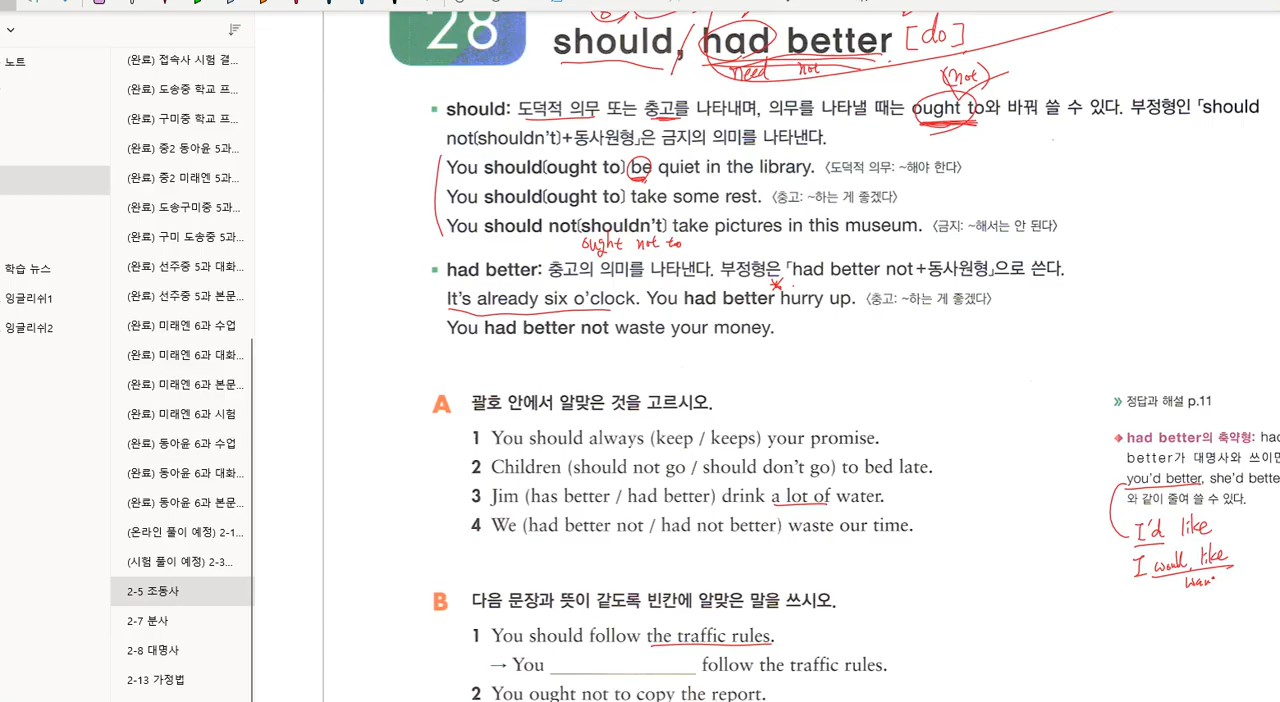 노트
학습 뉴스
잉글리쉬1
잉글리쉬2
(완료) 접속사 시험 결...
(완료) 도송중 학교 프...
(완료) 구미중 학교 프...
(완료) 중2 동아윤 5과...
(완료) 중2 미래엔 5과...
(완료) 도송구미중 5과...
(완료) 구미 도송중 5과...
(완료) 선주중 5과 대화...
(완료) 선주중 5과 본문...
(완료) 미래엔 6과 수업
(완료) 미래엔 6과 대화...
(완료) 미래엔 6과 본문...
(완료) 미래엔 6과 시험
(완료) 동아윤 6과 수업
(완료) 동아윤 6과 대화...
(완료) 동아윤 6과 본문...
(온라인 풀이 예정) 2-1...
(시험 풀이 예정) 2-3...
2-5 조동사
2-7 분사
2-8 대명사
2-13 가정법
28
should, had better [do]
need not
(not)
▪ should: 도덕적 의무 또는 충고를 나타내며, 의무를 나타낼 때는 ought to와 바꿔 쓸 수 있다. 부정형인 「should
not(shouldn't)+동사원형」은 금지의 의미를 나타낸다.
You should(ought to) be quiet in the library. 〈도덕적 의무: ~해야 한다〉
You should(ought to) take some rest. 〈충고: ~하는 게 좋겠다〉
You should not(shouldn't) take pictures in this museum. 〈금지: ~해서는 안 된다〉
ought not to
▪ had better: 충고의 의미를 나타낸다. 부정형은 「had better not+동사원형」으로 쓴다.
It's already six o'clock. You had better hurry up. 〈충고: ~하는 게 좋겠다〉
You had better not waste your money.
A 괄호 안에서 알맞은 것을 고르시오.
1 You should always (keep / keeps) your promise.
2 Children (should not go / should don't go) to bed late.
3 Jim (has better / had better) drink a lot of water.
4 We (had better not / had not better) waste our time.
» 정답과 해설 p.11
had better의 축약형: had
better가 대명사와 쓰이면
you'd better, she'd bette
와 같이 줄여 쓸 수 있다.
I'd like
I would like
B 다음 문장과 뜻이 같도록 빈칸에 알맞은 말을 쓰시오.
1 You should follow the traffic rules.
→ You ______ follow the traffic rules.
2 You ought not to copy the report.